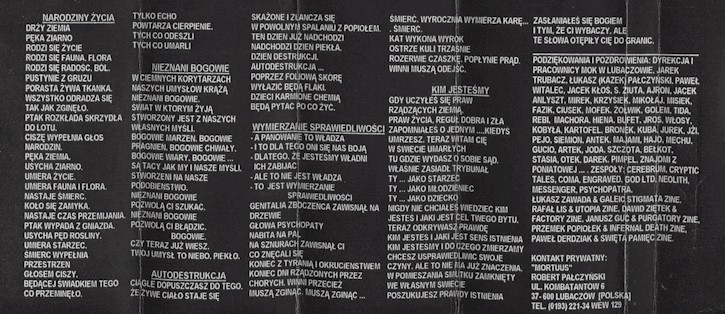 NARODZINY ŻYCIA
DRŻY ZIEMIA
PĘKA ZIARNO
RODZI SIĘ ŻYCIE
RODZI SIĘ FAUNA. FLORA
RODZI SIĘ RADOŚĆ. BÓL.
PUSTYNIE Z GRUZU
PORASTA ŻYWA TKANKA.
WSZYSTKO ODRADZA SIĘ
TAK JAK ZGINĘŁO.
PTAK ROZKŁADA SKRZYDŁA
DO LOTU.
CISZĘ WYPEŁNIA GŁOS
NARODZIN.
PĘKA ZIEMIA.
USYCHA ZIARNO.
UMIERA ŻYCIE.
UMIERA FAUNA I FLORA.
NASTAJE ŚMIERĆ.
KOŁO SIĘ ZAMYKA.
NASTAJE CZAS PRZEMIJANIA.
PTAK WYPADA Z GNIAZDA.
USYCHA PĘD ROŚLINY.
UMIERA STARZEC.
ŚMIERĆ WYPEŁNIA
PRZESTRZEŃ
GŁOSEM CISZY.
BĘDĄCEJ ŚWIADKIEM TEGO
CO PRZEMINĘŁO.
TYLKO ECHO
POWTARZA CIERPIENIE.
TYCH CO ODESZLI
TYCH CO UMARLI
NIEZNANI BOGOWIE
W CIEMNYCH KORYTARZACH
NASZYCH UMYSŁÓW KRĄŻĄ
NIEZNANI BOGOWIE.
ŚWIAT W KTÓRYM ŻYJĄ
STWORZONY JEST Z NASZYCH
WŁASNYCH MYŚLI.
BOGOWIE MARZEŃ. BOGOWIE
PRAGNIEŃ. BOGOWIE CHWAŁY.
BOGOWIE WIARY. BOGOWIE ...
SĄ TACY JAK MY I NASZE MYŚLI.
STWORZENI NA NASZE
PODOBIEŃSTWO.
NIEZNANI BOGOWIE
POZWÓL CI SZUKAĆ.
NIEZNANI BOGOWIE
POZWOLĄ CI BŁĄDZIĆ.
BOGOWIE.
CZY TERAZ JUŻ WIESZ.
TWÓJ UMYSŁ TO NIEBO. PIEKŁO.
AUTODESTRUKCJA
CIĄGLE DOPUSZCZASZ DO TEGO.
ŻE ŻYWE CIAŁO STAJE SIĘ
SKAŻONE I ZŁAŃCZA SIĘ
W POWOLNYM SPALANIU Z POPIOŁEM.
TEN DZIEŃ JUŻ NADCHODZI
NADCHODZI DZIEŃ PIEKŁA.
DZIEŃ DESTRUKCJI.
AUTODESTRUKCJA ...
POPRZEZ FOLIOWĄ SKÓRĘ
WYŁAZIĆ BĘDĄ FLAKI.
DZIECI KARMIONE CHEMIĄ
BĘDĄ PYTAĆ PO CO ŻYĆ.
WYMIERZANIE SPRAWIEDLIWOŚCI
- A PANOWANIE TO WŁADZA
- I TO DLA TEGO ONI SIĘ NAS BOJĄ
- DLATEGO, ŻE JESTEŚMY WŁADNI
ICH ZABIJAĆ
- ALE TO NIE JEST WŁADZA
- TO JEST WYMIERZANIE
SPRAWIEDLIWOŚCI
GENITALIA ZBOCZEŃCA ZAWISNĄŁ NA
DRZEWIE
GŁOWA PSYCHOPATY
NABITA NA PAL
NA SZNURACH ZAWISNĄŁ CI
CO ZNĘCALI SIĘ
KONIEC Z TYRANIĄ I OKRUCIEŃSTWEM
KONIEC DNI RZĄDZONYCH PRZEZ
CHORYCH. WINNI PRZECIEŻ
MUSZĄ ZGINĄĆ. MUSZĄ ZGINĄĆ ...
ŚMIERĆ. WYROCZNIA WYMIERZA KARĘ...
. ŚMIERĆ.
KAT WYKONA WYROK
OSTRZE KULI TRZAŚNIE
ROZERWIE CZASZKĘ. POPŁYNIE PRĄD.
WINNI MUSZĄ ODEJŚĆ.
KIM JESTEŚMY
GDY UCZYŁEŚ SIĘ PRAW
RZĄDZĄCYCH ZIEMIĄ,
PRAW ŻYCIA, REGUŁ DOBRA I ZŁA
ZAPOMNIAŁEŚ O JEDNYM ....KIEDYŚ
UMRZESZ. TERAZ WITAM CIĘ
W ŚWIECIE UMARŁYCH
TU GDZIE WYDASZ O SOBIE SĄD.
WŁAŚNIE ZASIADŁ TRYBUNAŁ
TY ... JAKO STARZEC
TY ... JAKO MŁODZIENIEC
TY ... JAKO DZIECKO
NIGDY NIE CHCIAŁEŚ WIEDZIEĆ KIM
JESTEŚ I JAKI JEST CEL TWEGO BYTU.
TERAZ ODKRYWASZ PRAWDĘ
KIM JESTEŚ I JAKI JEST SENS ISTNIENIA
KIM JESTEŚMY I DO CZEGO ZMIERZAMY
CHCESZ USPRAWIEDLIWIĆ SWOJE
CZYNY. ALE TO NIE MA JUŻ ZNACZENIA.
W POMIESZANIA SMUTKU ZAMKNIĘTY
WE WŁASNYM ŚWIECIE
POSZUKUJESZ PRAWDY ISTNIENIA
ZASŁANIAŁEŚ SIĘ BOGIEM
I TYM, ŻE CI WYBACZY. ALE
TE SŁOWA OTĘPIŁY CIĘ DO GRANIC.
PODZIĘKOWANIA I POZDROWIENIA: DYREKCJA I
PRACOWNICY MDK W LUBACZOWIE, JAREK
TRUBACZ, ŁUKASZ (KAZEK) PAŁCZYŃSKI, PAWEŁ
WITALEC, JACEK KŁOŚ, S. ZIUTA, AJRON, JACEK
ANLYSZT, MIREK, KRZYSIEK, MIKOŁAJ, MISIEK,
FAZIK, CIUSEK, MOFEK, ŻÓŁWIK, GOLEM, TIDA,
REBI, MACHORA, HIENA, BUFET, JROŚ, WŁOSY,
KOBYŁA, KARTOFEL, BRONEK, KUBA, JUREK, JŻI,
PEJO, SIEMION, ANTEK, MAJAMI, HAJO, MECHU,
GUCIO, ARTEK, JODA, SZCZOTA, BEŁKOT,
STASIA, OTEK, DAREK, PIMPEL, ZNAJOMI Z
PONIATOWEJ ... . ZESPOŁY: CEREBRUM, CRYPTIC
TALES, COMA, ENGRAVED, GOD LTD, NEOLITH,
MESSENGER, PSYCHOPATRA.
ŁUKASZ ZAWADA & GALEIC STIGMATA ZINE,
RAFAŁ LIS & UTOPIA ZINE, DAWID ZIĘTEK &
FACTORY ZINE, JANUSZ GUC & PURGATORY ZINE,
PRZEMEK POPIOŁEK & INFERNAL DEATH ZINE,
PAWEŁ DERDZIAK & ŚWIĘTA PAMIĘĆ ZINE.
KONTAKT PRYWATNY:
"MORTUUS"
ROBERT PAŁCZYŃSKI
UL. KOMBATANTÓW 6
37- 600 LUBACZÓW [POLSKA]
TEL. (0193) 221-34 WEW 129